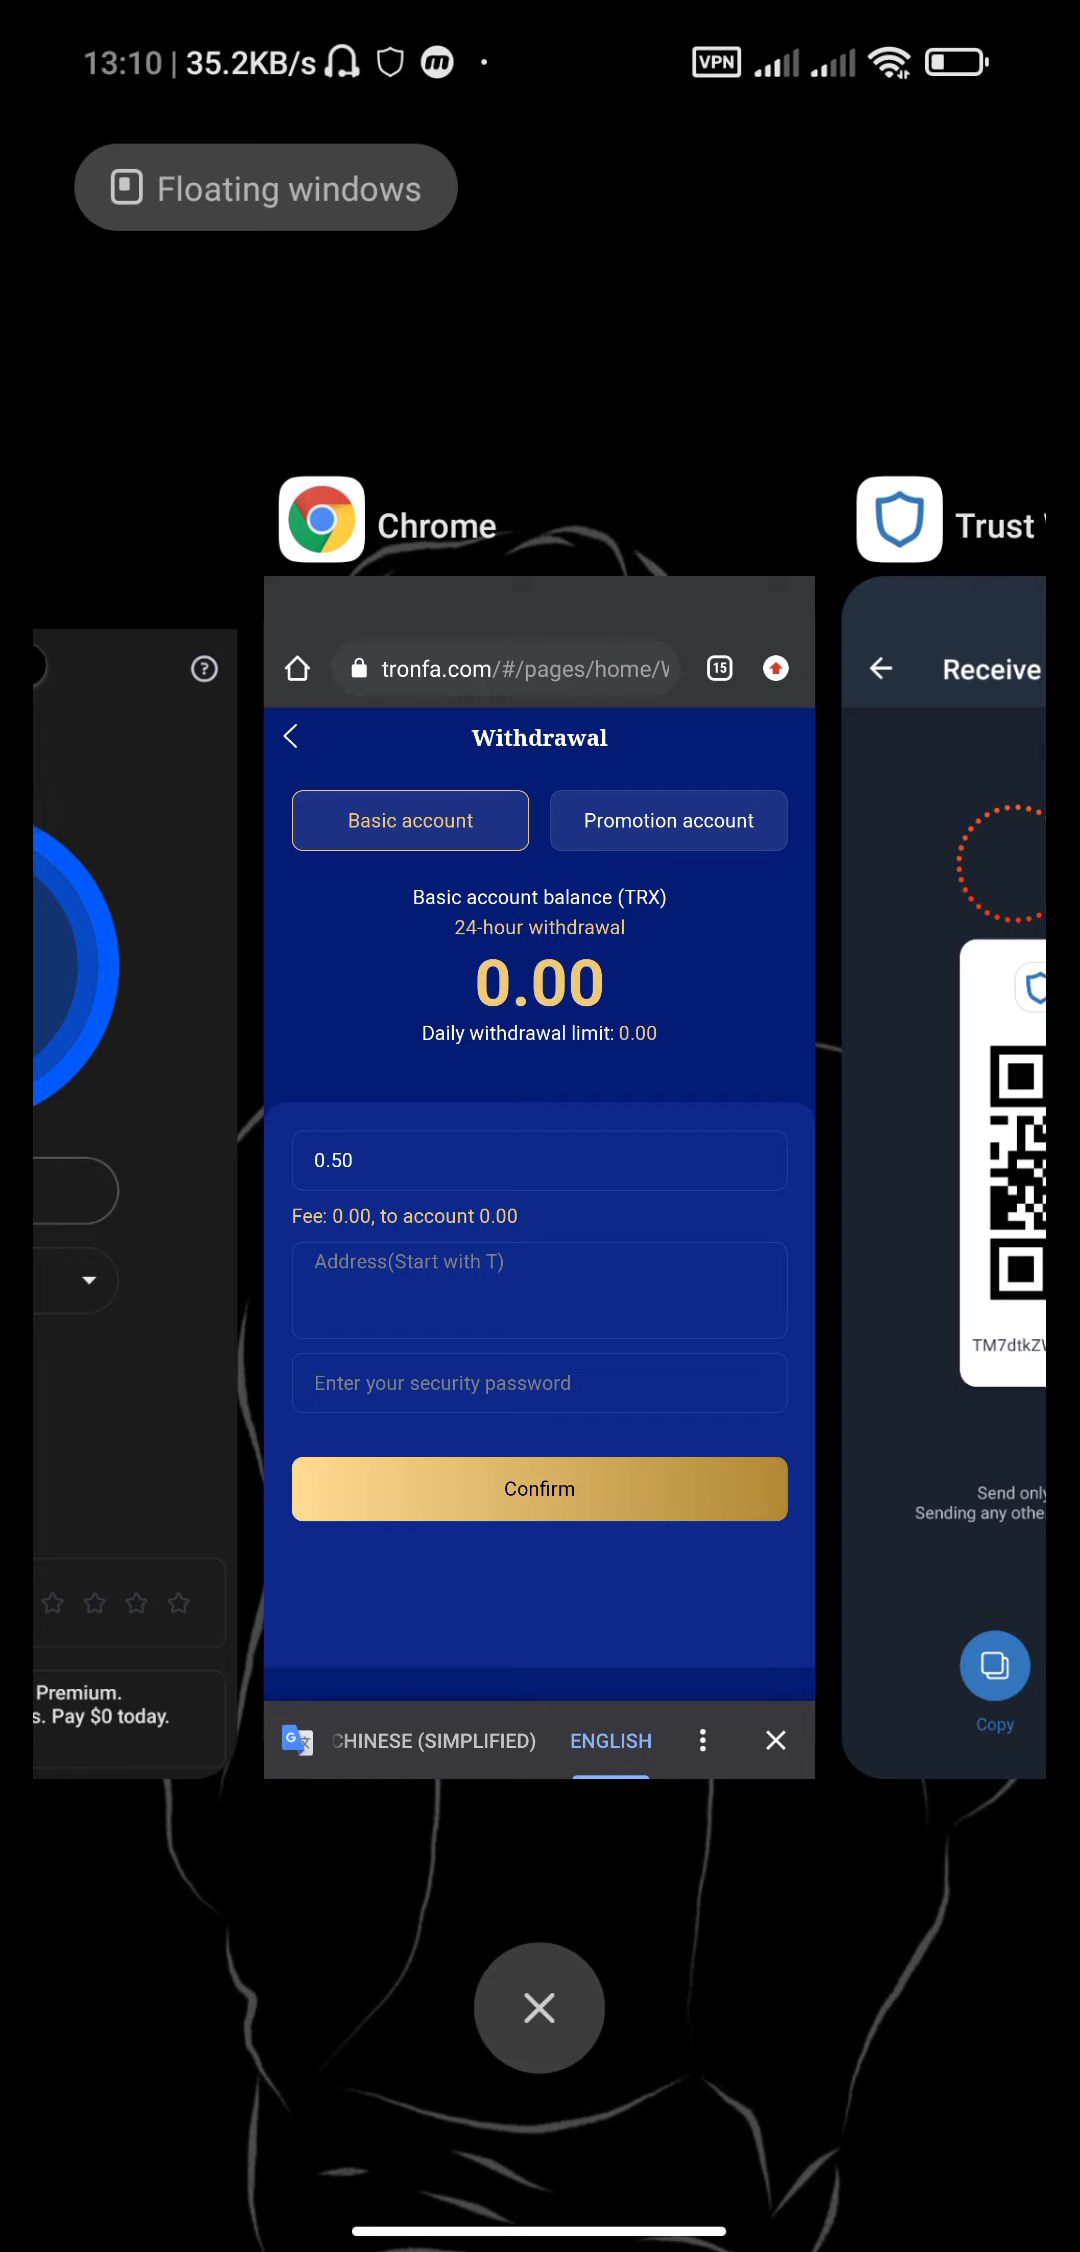 13:10 | 35.2KB/s
VPN
Floating windows
Chrome
Trust
tronfa.com/#/pages/home/
15
Withdrawal
Basic account
Promotion account
Basic account balance (TRX)
24-hour withdrawal
0.00
Daily withdrawal limit: 0.00
0.50
Fee: 0.00, to account 0.00
Address(Start with T)
Enter your security password
Confirm
CHINESE (SIMPLIFIED)
ENGLISH
Premium.
s. Pay $0 today.
Receive
TM7dtkZ
Send only
Sending any othe
Copy